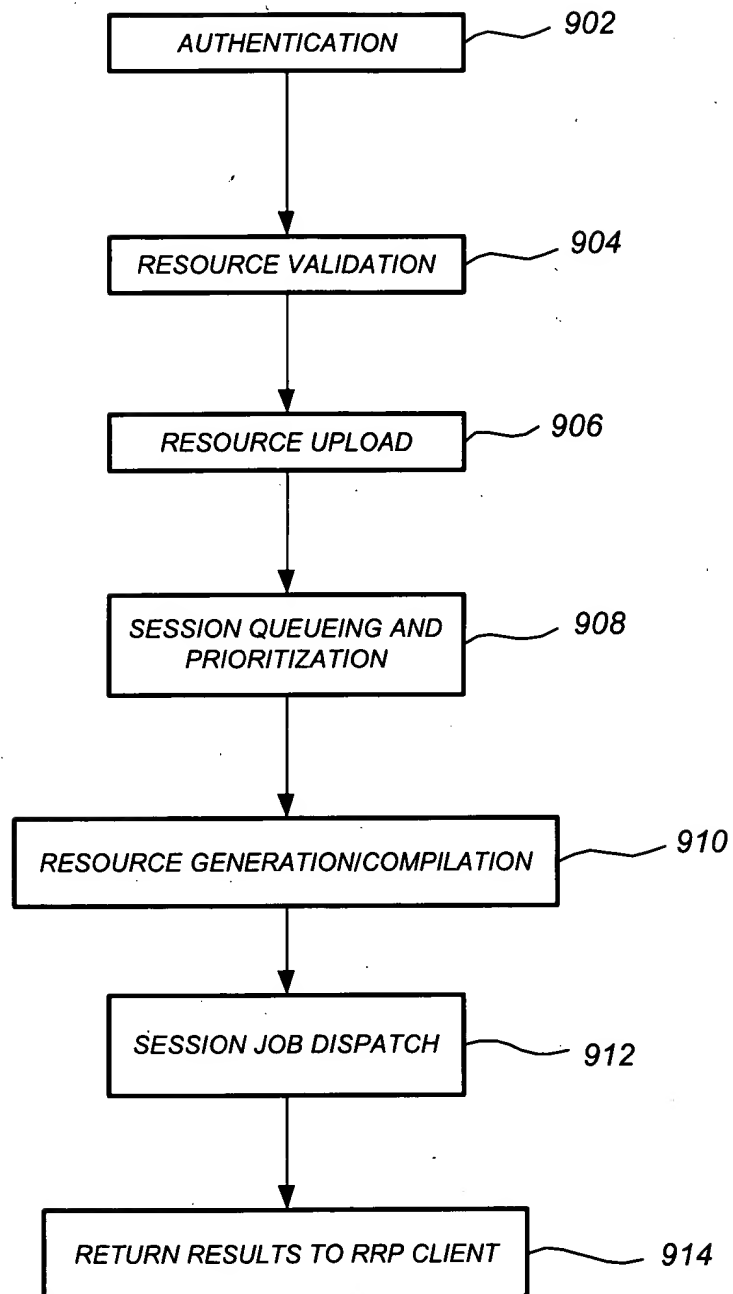 AUTHENTICATION
902
RESOURCE VALIDATION
904
RESOURCE UPLOAD
906
SESSION QUEUEING AND
PRIORITIZATION
908
RESOURCE GENERATION/COMPILATION
910
SESSION JOB DISPATCH
912
RETURN RESULTS TO RRP CLIENT
914